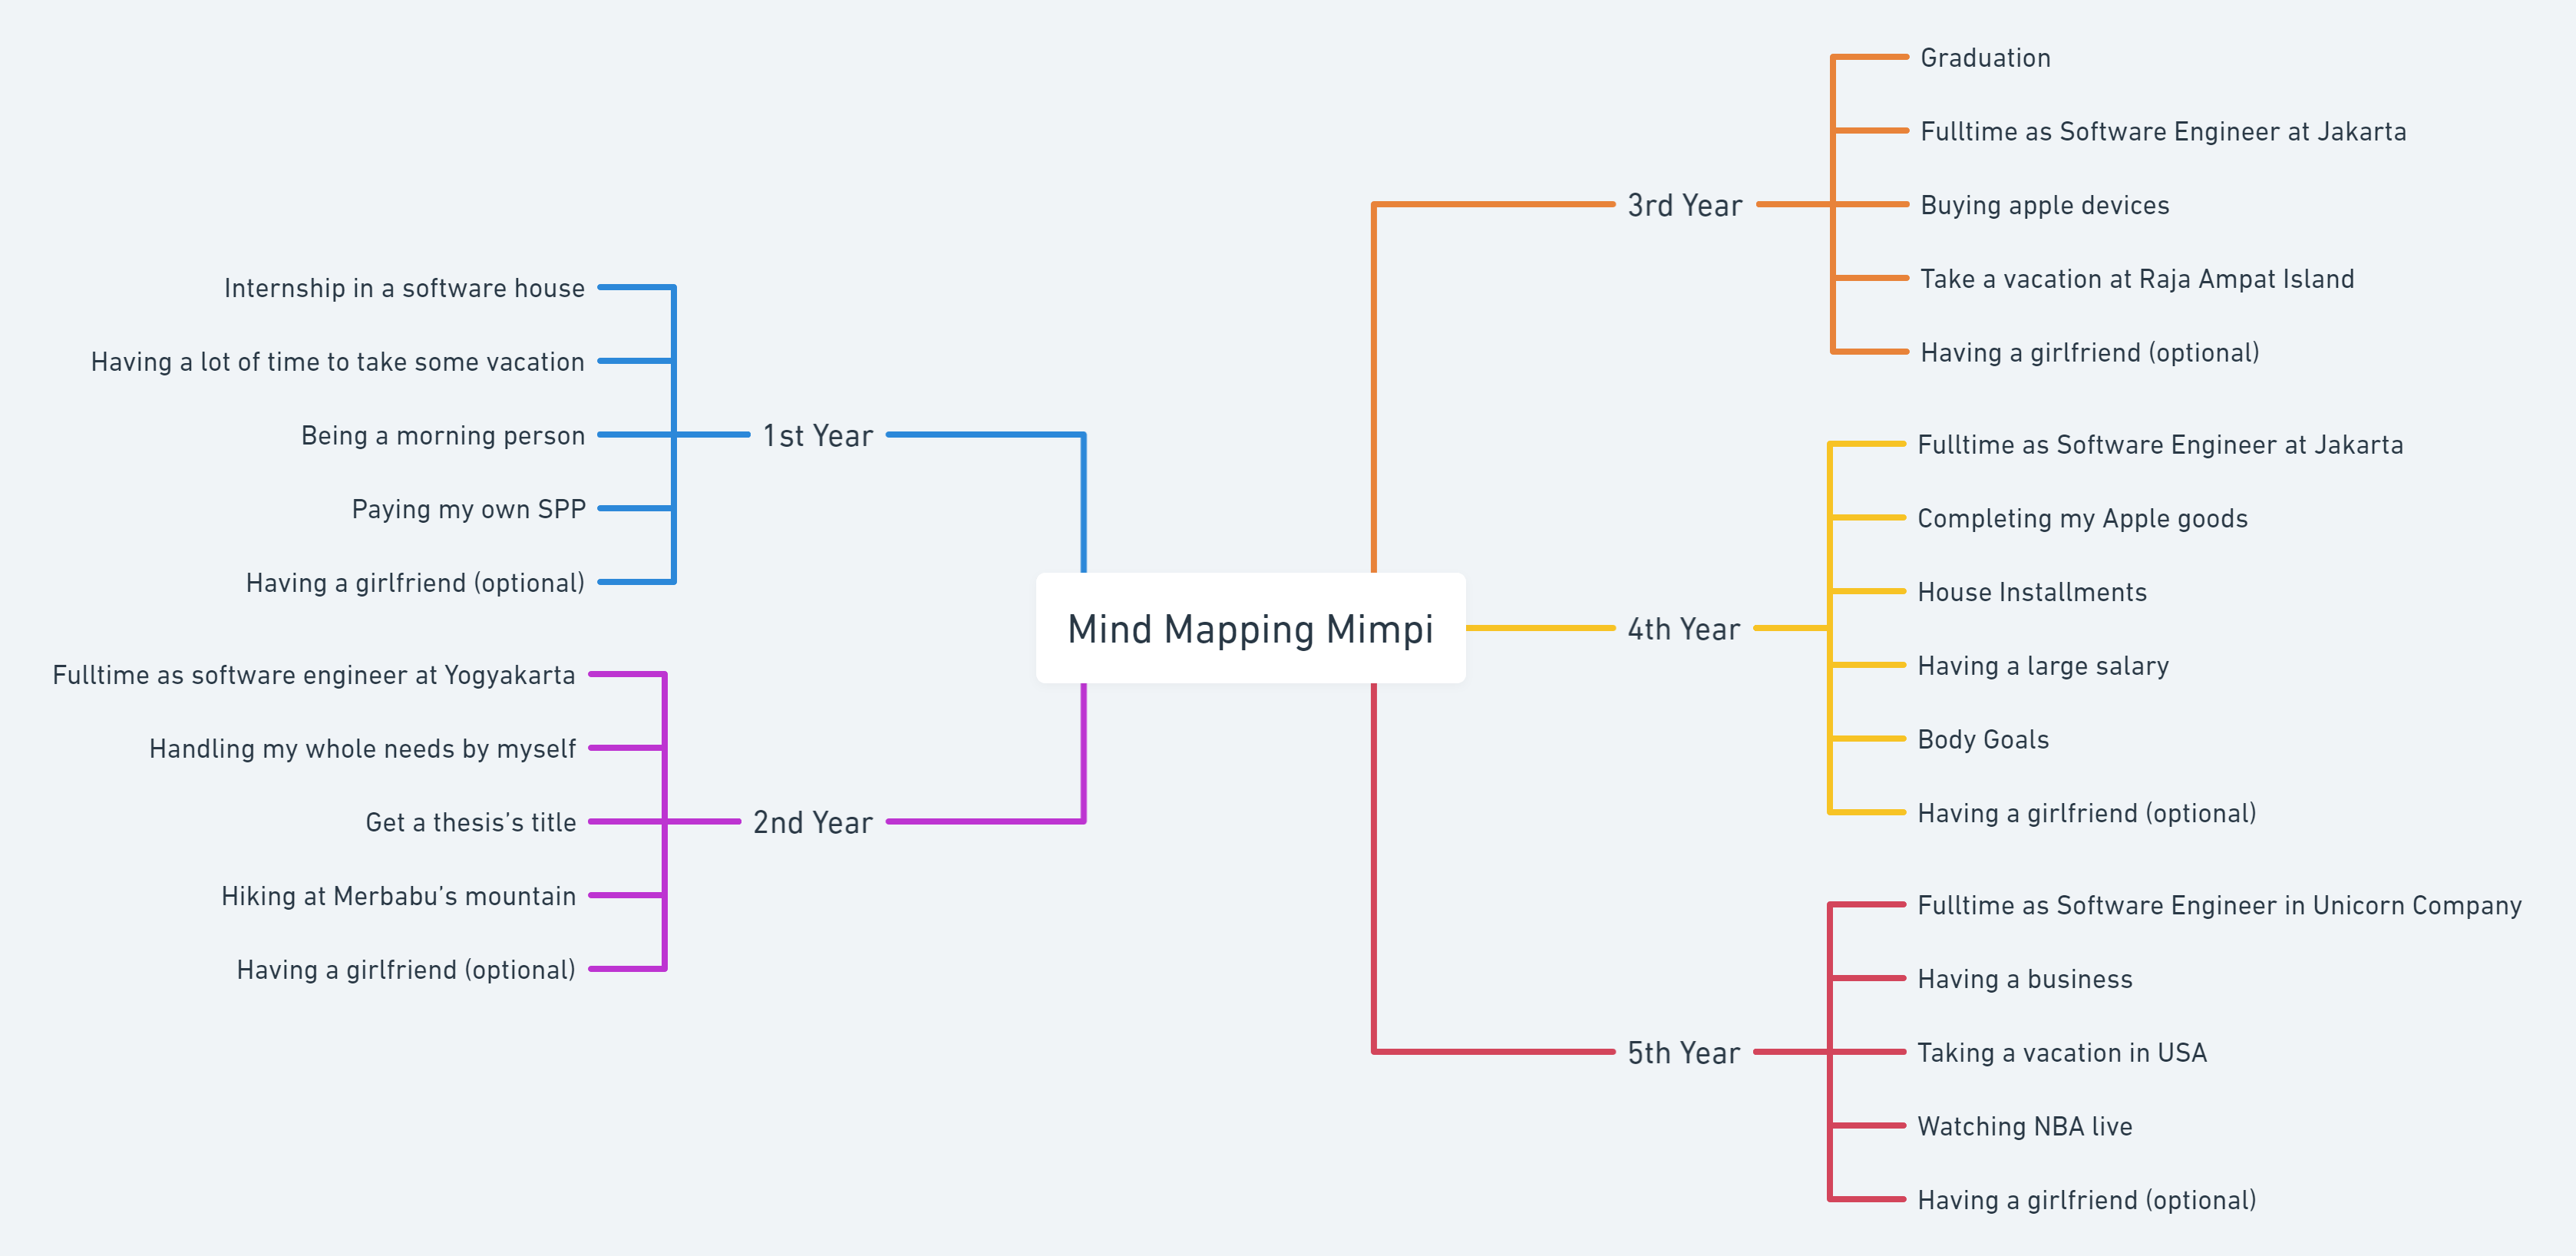 Mind Mapping Mimpi
1st Year
Internship in a software house
Having a lot of time to take some vacation
Being a morning person
Paying my own SPP
Having a girlfriend (optional)
2nd Year
Fulltime as software engineer at Yogyakarta
Handling my whole needs by myself
Get a thesis’s title
Hiking at Merbabu’s mountain
Having a girlfriend (optional)
3rd Year
Graduation
Fulltime as Software Engineer at Jakarta
Buying apple devices
Take a vacation at Raja Ampat Island
Having a girlfriend (optional)
4th Year
Fulltime as Software Engineer at Jakarta
Completing my Apple goods
House Installments
Having a large salary
Body Goals
Having a girlfriend (optional)
5th Year
Fulltime as Software Engineer in Unicorn Company
Having a business
Taking a vacation in USA
Watching NBA live
Having a girlfriend (optional)